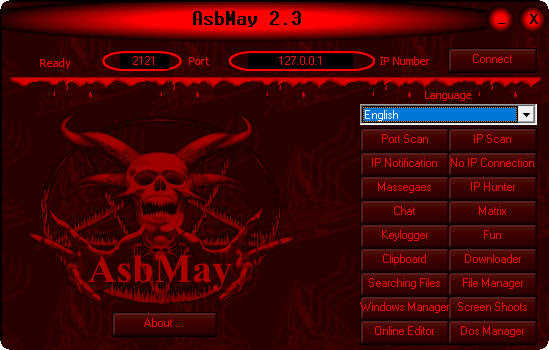 AsbMay 2.3
_ X
Ready 2121 Port 127.0.0.1 IP Number Connect
Language
English
Port Scan IP Scan
IP Notification No IP Connection
Massegaes IP Hunter
Chat Matrix
Keylogger Fun
Clipboard Downloader
Searching Files File Manager
Windows Manager Screen Shoots
Online Editor Dos Manager
AsbMay
About ...